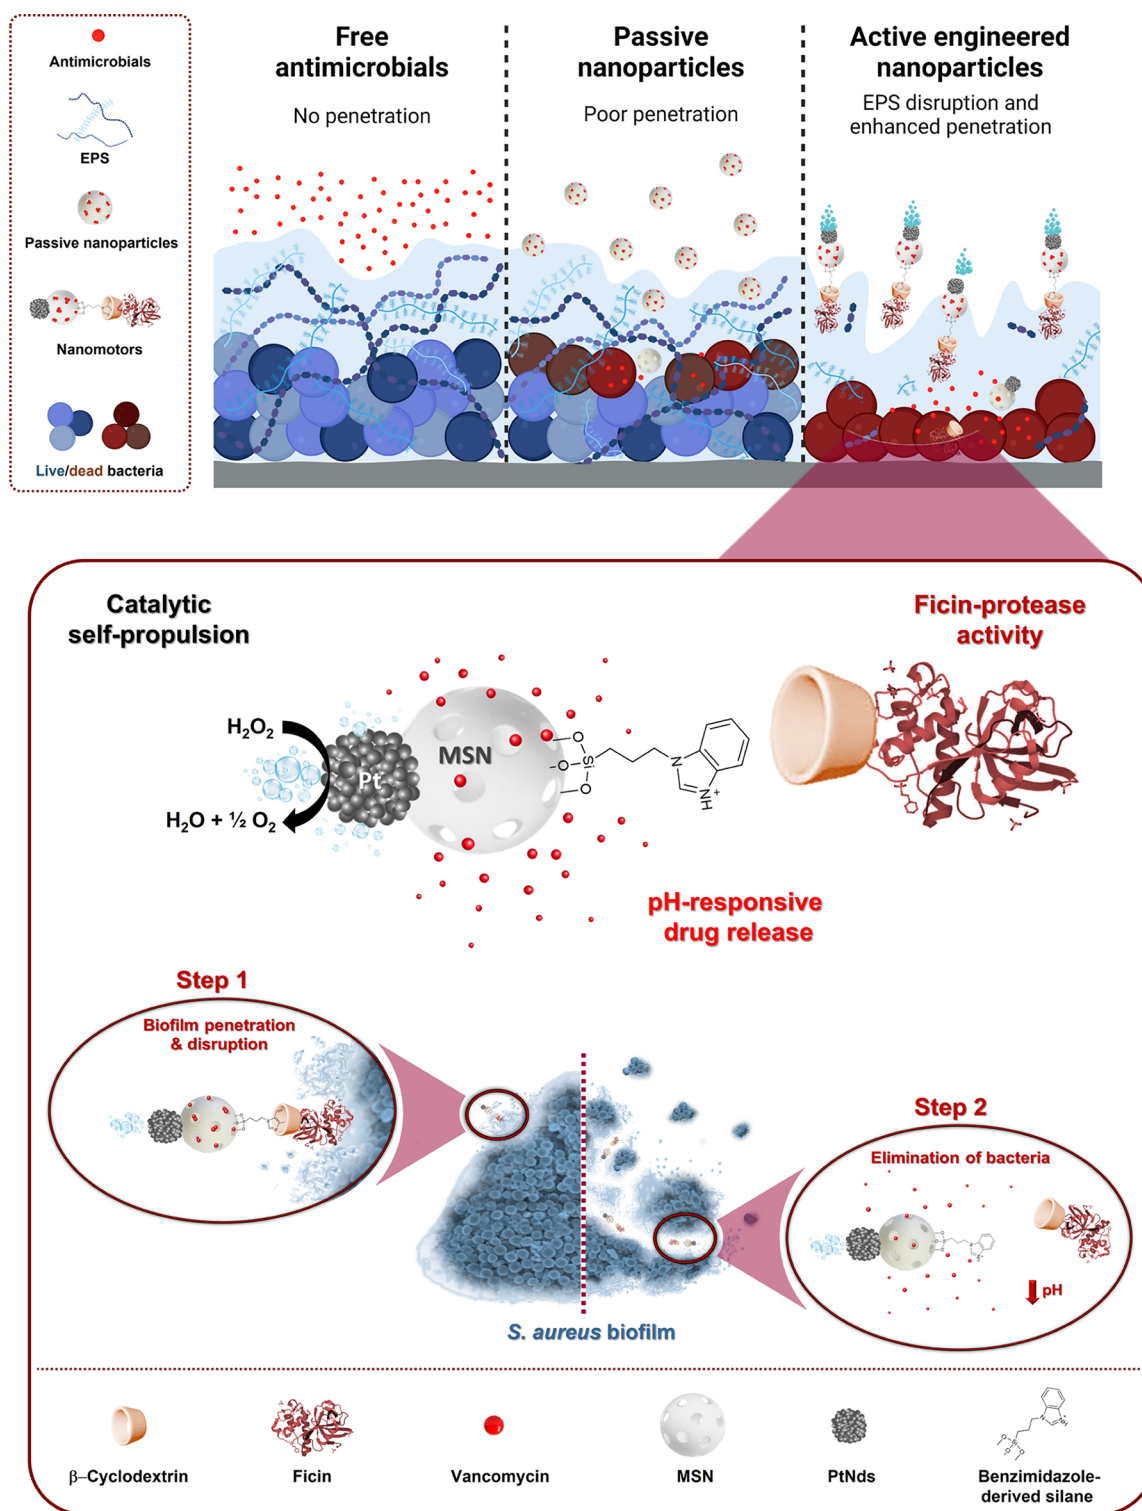 Antimicrobials
EPS
Passive nanoparticles
Nanomotors
Live/dead bacteria
Free
antimicrobials
No penetration
Passive
nanoparticles
Poor penetration
Active engineered
nanoparticles
EPS disruption and
enhanced penetration
Catalytic
self-propulsion
Ficin-protease
activity
H₂O₂
H₂O + ½ O₂
Pt
MSN
O
-O
Si
O
N
NH
+
pH-responsive
drug release
Step 1
Biofilm penetration
& disruption
Step 2
Elimination of bacteria
pH
S. aureus biofilm
β–Cyclodextrin
Ficin
Vancomycin
MSN
PtNds
Benzimidazole-
derived silane